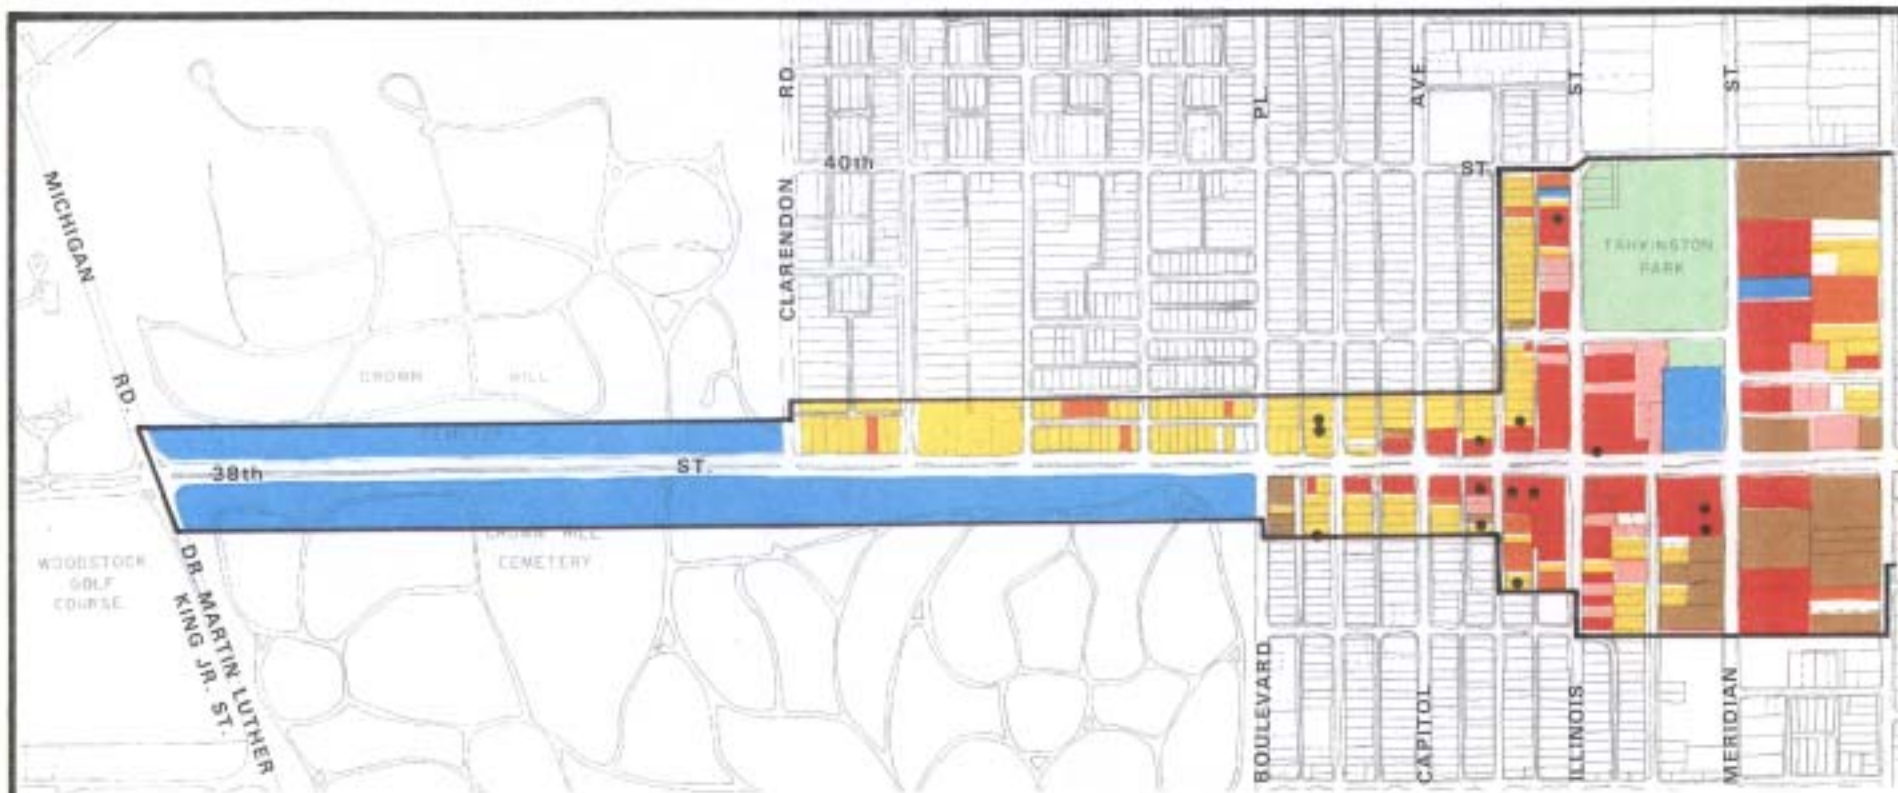 RD.
PL.
AVE
ST.
ST.
40th
ST.
MICHIGAN
RD.
CLARENDON
TARKINGTON
PARK
CROWN HILL
CEMETERY
38th
ST.
CROWN HILL
CEMETERY
WOODSTOCK
GOLF
COURSE
DR. MARTIN LUTHER
KING JR. ST.
BOULEVARD
CAPITOL
ILLINOIS
MERIDIAN